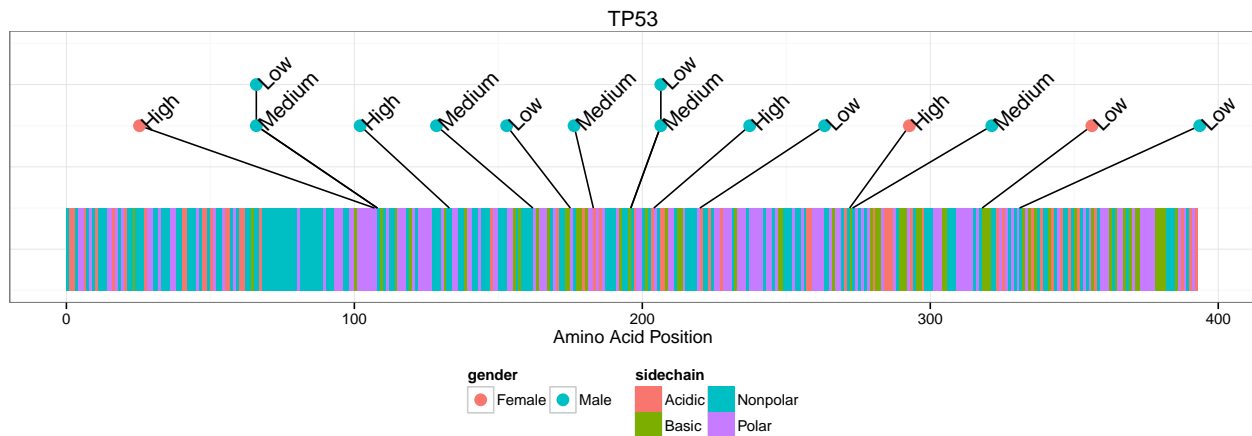 TP53
Low
Low
High
Medium
High
Medium
Low
Medium
Medium
High
Low
High
Medium
Low
Low
0
100
200
300
400
Amino Acid Position
gender
Female
Male
sidechain
Acidic
Nonpolar
Basic
Polar